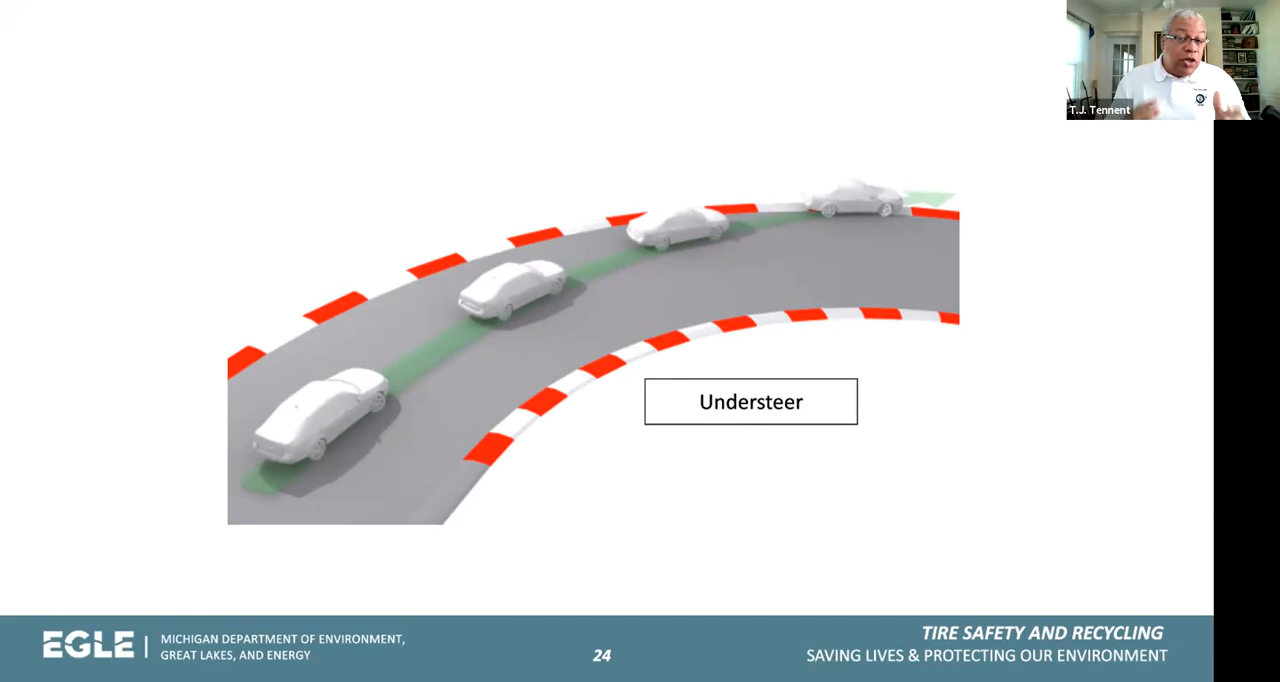 T.J. Tennent
Understeer
EGLE
MICHIGAN DEPARTMENT OF ENVIRONMENT,
GREAT LAKES, AND ENERGY
24
TIRE SAFETY AND RECYCLING
SAVING LIVES & PROTECTING OUR ENVIRONMENT